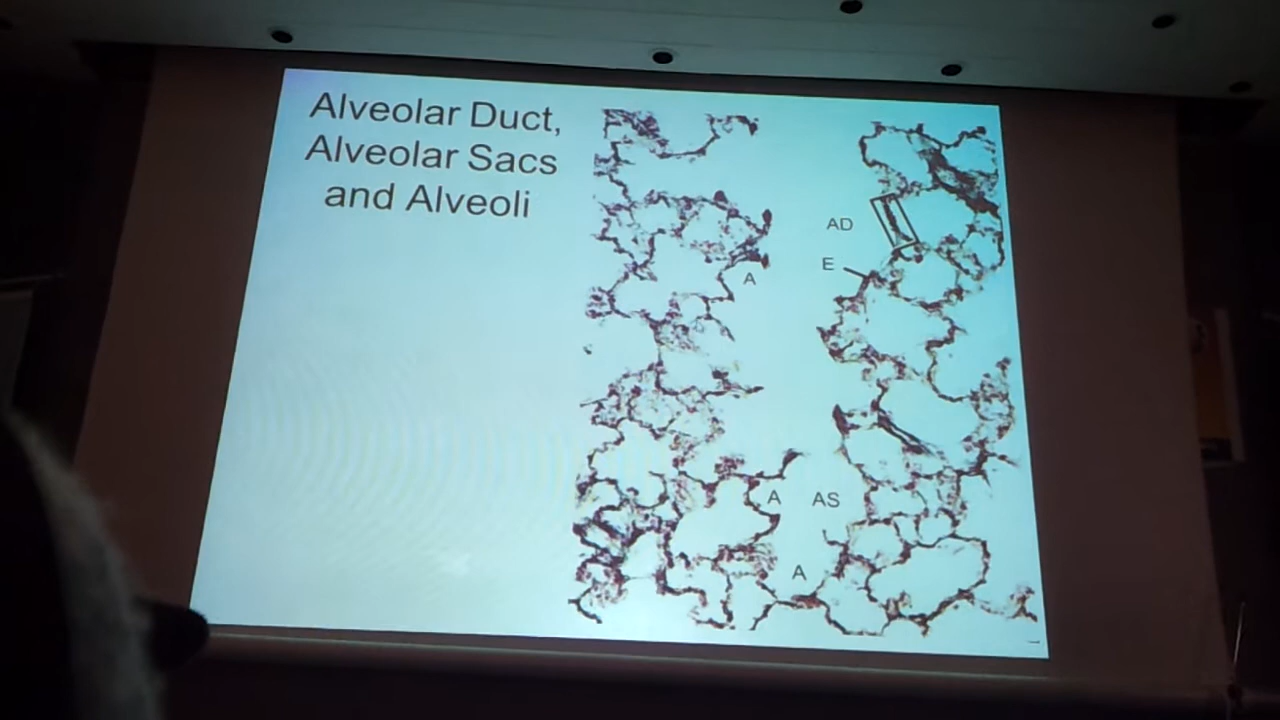 Alveolar Duct,
Alveolar Sacs
and Alveoli
AD
E
A
A
AS
A